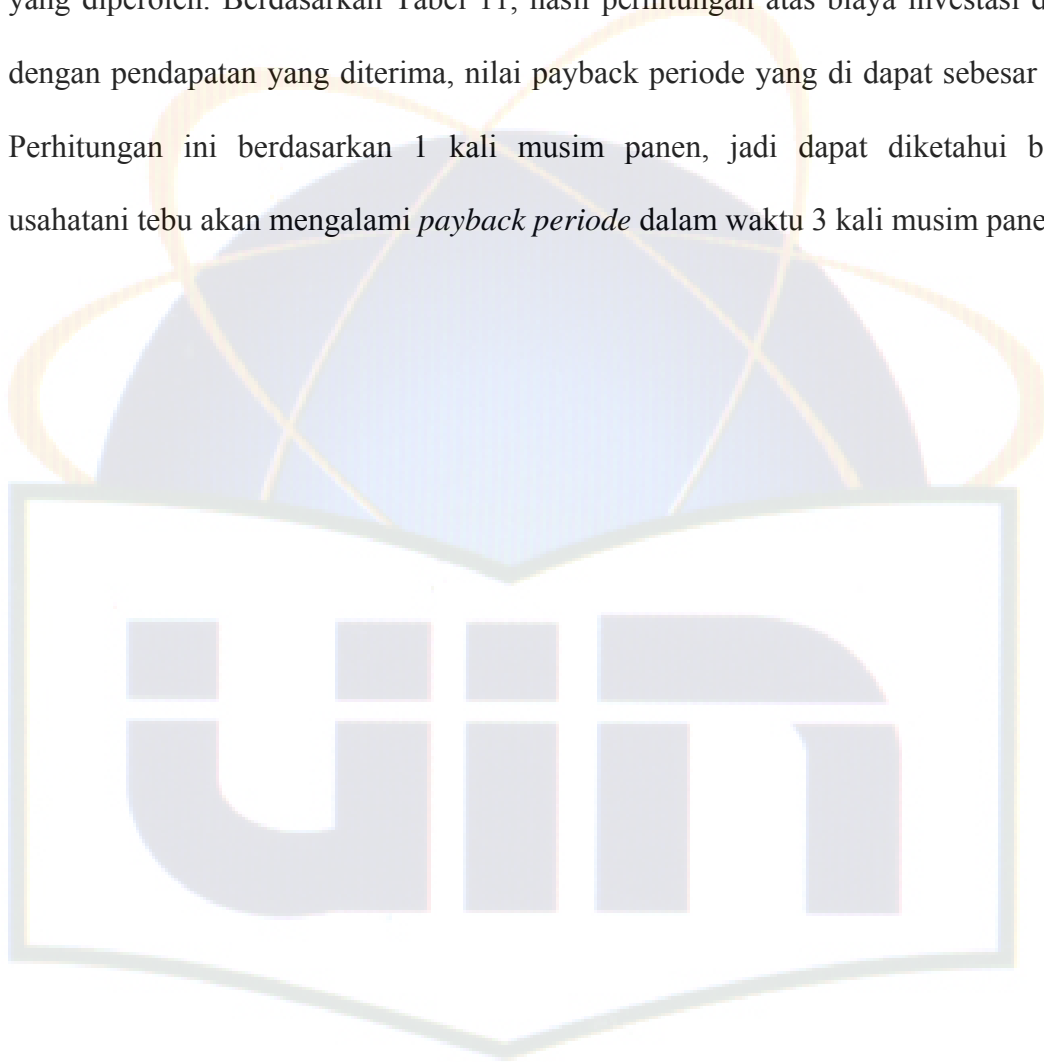 yang diperoleh. Berdasarkan Tabel 11, hasil perhitungan atas biaya investasi
dengan pendapatan yang diterima, nilai payback periode yang di dapat sebesar
Perhitungan ini berdasarkan 1 kali musim panen, jadi dapat diketahui
usahatani tebu akan mengalami payback periode dalam waktu 3 kali musim
uin